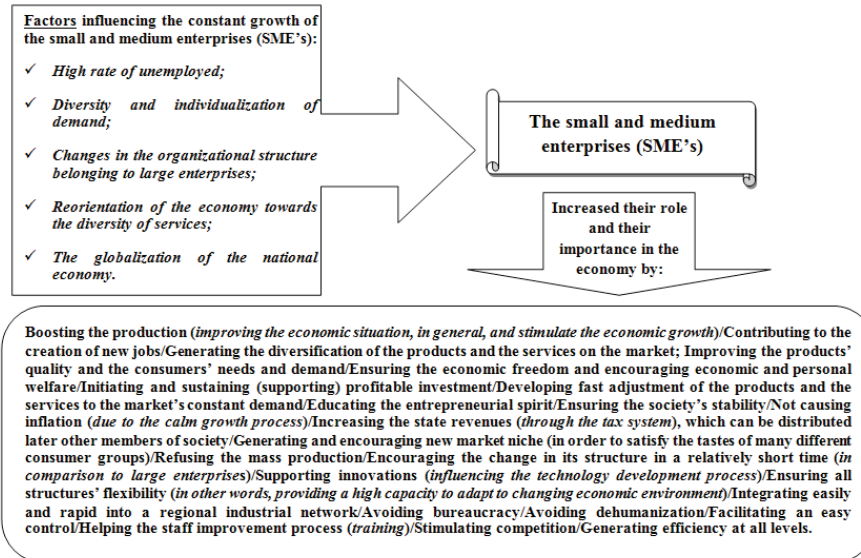 Factors influencing the constant growth of
the small and medium enterprises (SME's):
✓ High rate of unemployed;
✓ Diversity and individualization of
demand;
✓ Changes in the organizational structure
belonging to large enterprises;
✓ Reorientation of the economy towards
the diversity of services;
✓ The globalization of the national
economy.
The small and medium
enterprises (SME's)
Increased their role
and their
importance in the
economy by:
Boosting the production (improving the economic situation, in general, and stimulate the economic growth)/Contributing to the
creation of new jobs/Generating the diversification of the products and the services on the market; Improving the products'
quality and the consumers' needs and demand/Ensuring the economic freedom and encouraging economic and personal
welfare/Initiating and sustaining (supporting) profitable investment/Developing fast adjustment of the products and the
services to the market's constant demand/Educating the entrepreneurial spirit/Ensuring the society's stability/Not causing
inflation (due to the calm growth process)/Increasing the state revenues (through the tax system), which can be distributed
later other members of society/Generating and encouraging new market niche (in order to satisfy the tastes of many different
consumer groups)/Refusing the mass production/Encouraging the change in its structure in a relatively short time (in
comparison to large enterprises)/Supporting innovations (influencing the technology development process)/Ensuring all
structures' flexibility (in other words, providing a high capacity to adapt to changing economic environment)/Integrating easily
and rapid into a regional industrial network/Avoiding bureaucracy/Avoiding dehumanization/Facilitating an easy
control/Helping the staff improvement process (training)/Stimulating competition/Generating efficiency at all levels.